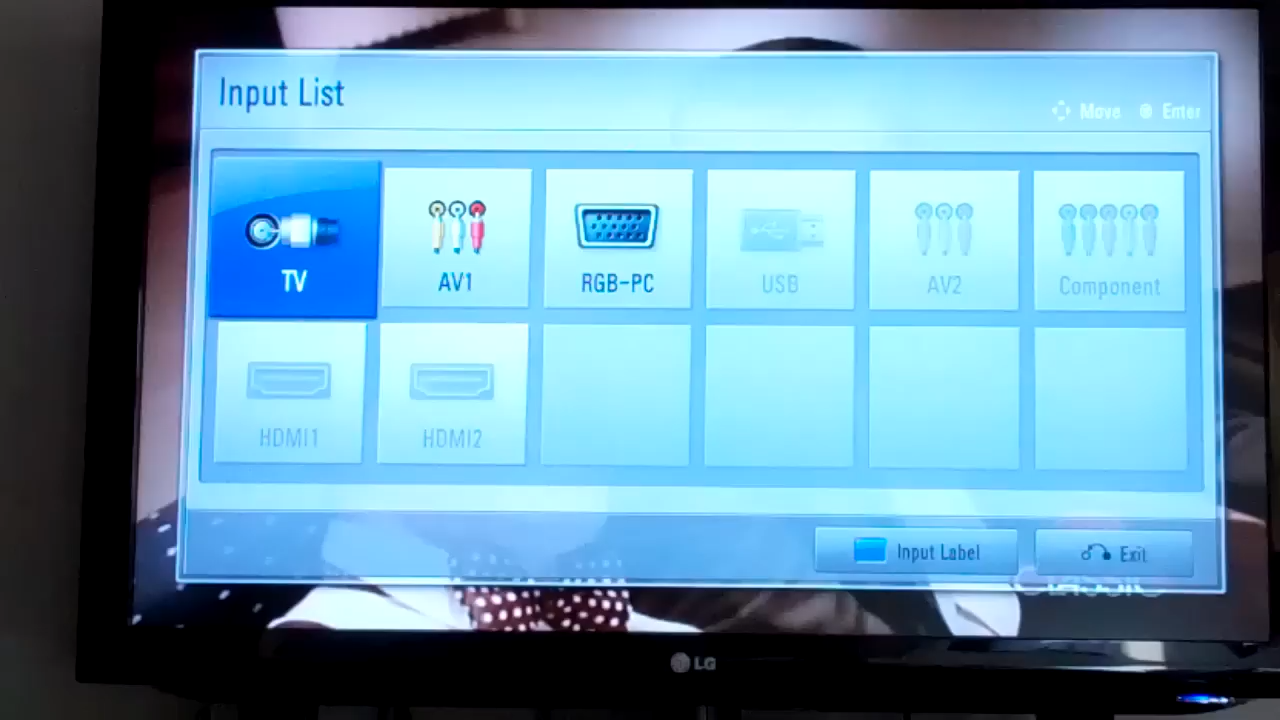 Input List
Move Enter
TV AV1 RGB-PC USB AV2 Component
HDMI1 HDMI2
Input Label Exit
LG